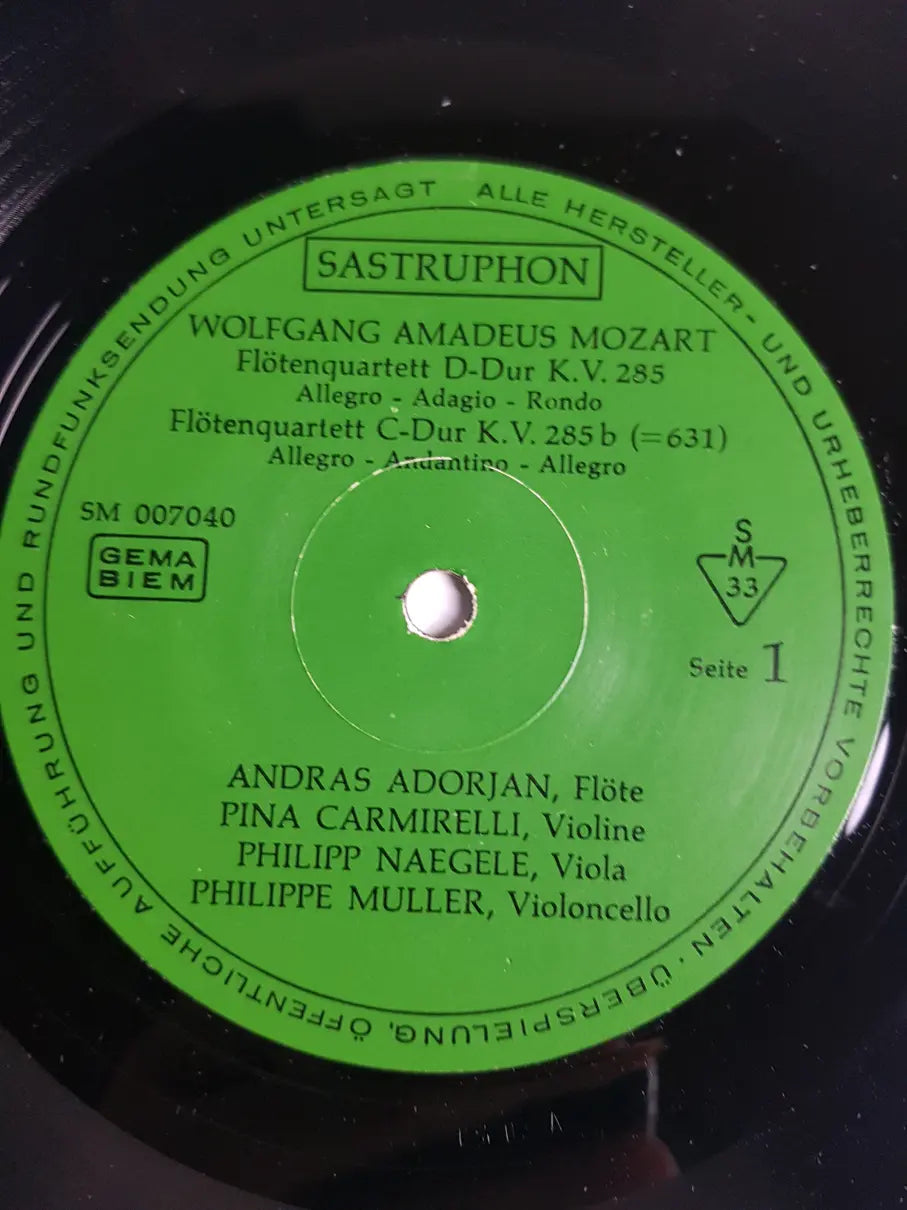 SASTRUPHON
WOLFGANG AMADEUS MOZART
Flötenquartett D-Dur K.V. 285
Allegro - Adagio - Rondo
Flötenquartett C-Dur K.V. 285b (=631)
Allegro - Andantino - Allegro
SM 007040
GEMA
BIEM
S
M
33
Seite 1
ANDRAS ADORJAN, Flöte
PINA CARMIRELLI, Violine
PHILIPP NAEGELE, Viola
PHILIPPE MULLER, Violoncello
ALLE HERSTELLER- UND URHEBERRECHTE VORBEHALTEN · ÜBERSPIELUNG, ÖFFENTLICHE AUFFÜHRUNG UND RUNDFUNKSENDUNG UNTERSAGT